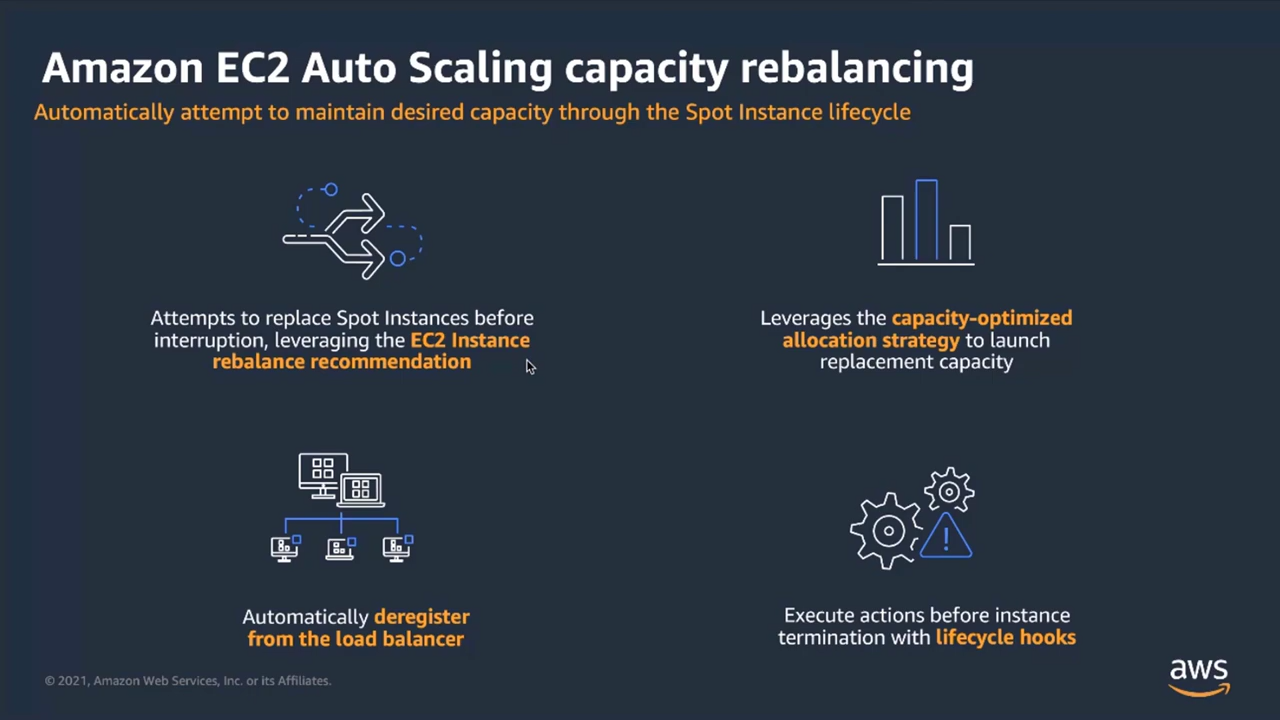 Amazon EC2 Auto Scaling capacity rebalancing
Automatically attempt to maintain desired capacity through the Spot Instance lifecycle
Attempts to replace Spot Instances before
interruption, leveraging the EC2 Instance
rebalance recommendation
Leverages the capacity-optimized
allocation strategy to launch
replacement capacity
Automatically deregister
from the load balancer
Execute actions before instance
termination with lifecycle hooks
© 2021, Amazon Web Services, Inc. or its Affiliates.
aws